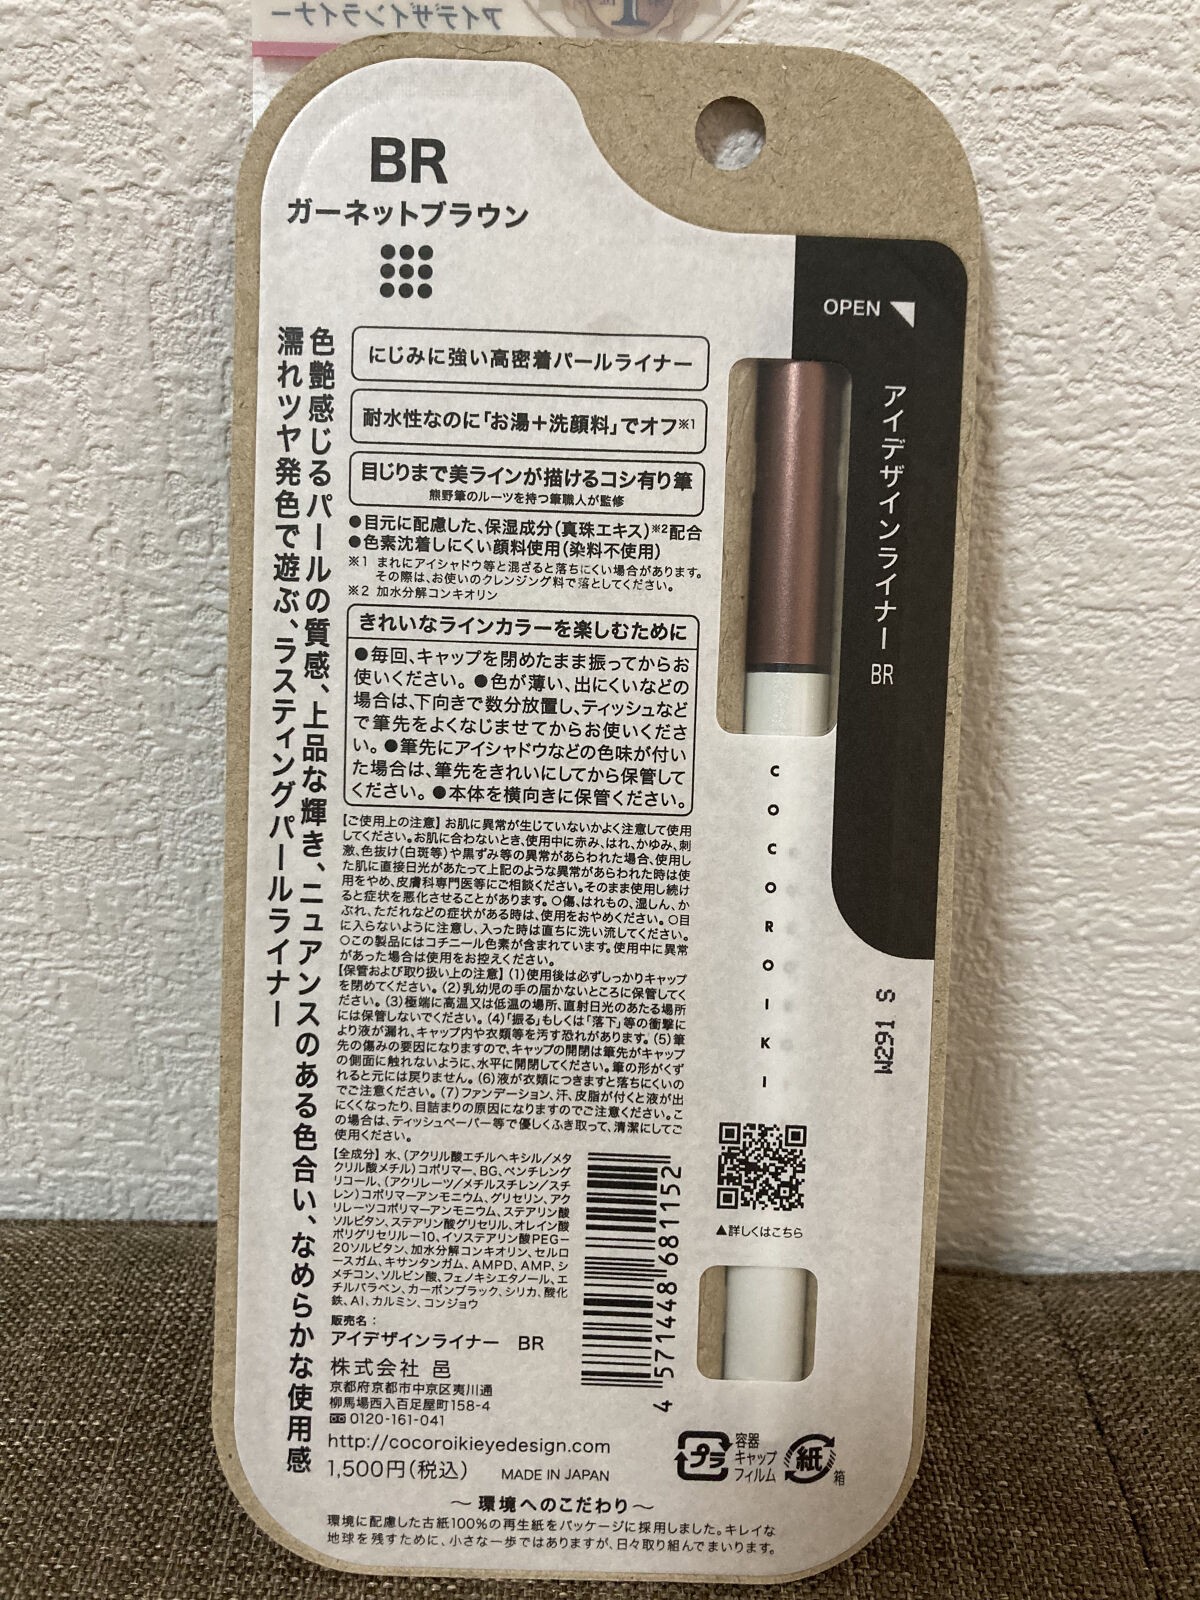 アイデザインライナー
BR
ガーネットブラウン
OPEN
アイデザインライナー BR
色艶感じるパールの質感、上品な輝き、ニュアンスのある色合い、なめらかな使用感
濡れツヤ発色で遊ぶ、ラスティングパールライナー
にじみに強い高密着パールライナー
耐水性なのに「お湯+洗顔料」でオフ※1
目じりまで美ラインが描けるコシ有り筆
熊野筆のルーツを持つ筆職人が監修
●目元に配慮した、保湿成分(真珠エキス)※2配合
●色素沈着しにくい顔料使用(染料不使用)
※1 まれにアイシャドウ等と混ざると落ちにくい場合があります。
その際は、お使いのクレンジング料で落としてください。
※2 加水分解コンキオリン
きれいなラインカラーを楽しむために
●毎回、キャップを閉めたまま振ってからお
使いください。●色が薄い、出にくいなどの
場合は、下向きで数分放置し、ティッシュなど
で筆先をよくなじませてからお使いくださ
い。●筆先にアイシャドウなどの色味が付い
た場合は、筆先をきれいにしてから保管して
ください。●本体を横向きに保管ください。
【ご使用上の注意】お肌に異常が生じていないかよく注意して使用
してください。お肌に合わないとき、使用中に赤み、はれ、かゆみ、刺
激、色抜け(白斑等)や黒ずみ等の異常があらわれた場合、使用し
た肌に直接日光があたって上記のような異常があらわれた時は使
用をやめ、皮膚科専門医等にご相談ください。そのまま使用し続け
ると症状を悪化させることがあります。○傷、はれもの、湿しん、か
ぶれ、ただれなどの症状がある時は、使用をおやめください。○目
に入らないように注意し、入った時は直ちに洗い流してください。
○この製品にはコチニール色素が含まれています。使用中に異常
があった場合は使用をお控えください。
【保管および取り扱い上の注意】(1)使用後は必ずしっかりキャップ
を閉めてください。(2)乳幼児の手の届かないところに保管してく
ださい。(3)極端に高温又は低温の場所、直射日光のあたる場所
には保管しないでください。(4)「振る」もしくは「落下」等の衝撃に
より液が漏れ、キャップ内や衣類等を汚す恐れがあります。(5)筆
先の傷みの要因になりますので、キャップの開閉は筆先がキャップ
の側面に触れないように、水平に開閉してください。筆の形がくず
れると元には戻りません。(6)液が衣類につきますと落ちにくいの
でご注意ください。(7)ファンデーション、汗、皮脂が付くと液が出
にくくなったり、目詰まりの原因になりますのでご注意ください。こ
の場合は、ティッシュペーパー等で優しくふき取って、清潔にしてご
使用ください。
【全成分】水、(アクリル酸エチルヘキシル/メタ
クリル酸メチル)コポリマー、BG、ペンチレング
リコール、(アクリレーツ/メチルスチレン/スチ
レン)コポリマーアンモニウム、グリセリン、アク
リレーツコポリマーアンモニウム、ステアリン酸
ソルビタン、ステアリン酸グリセリル、オレイン酸
ポリグリセリル-10、イソステアリン酸PEG-
20ソルビタン、加水分解コンキオリン、セルロ
ースガム、キサンタンガム、AMPD、AMP、シ
メチコン、ソルビン酸、フェノキシエタノール、エ
チルパラベン、カーボンブラック、シリカ、酸化
鉄、Al、カルミン、コンジョウ
販売名:
アイデザインライナー BR
株式会社 邑
京都府京都市中京区夷川通
柳馬場西入百足屋町158-4
0120-161-041
http://cocoroikieyedesign.com
1,500円(税込) MADE IN JAPAN
4 571448 681152
COCOROIKI
W291 S
▲詳しくはこちら
プラ
容器
キャップ
フィルム
紙
箱
～環境へのこだわり～
環境に配慮した古紙100%の再生紙をパッケージに採用しました。キレイな
地球を残すために、小さな一歩ではありますが、日々取り組んでまいります。